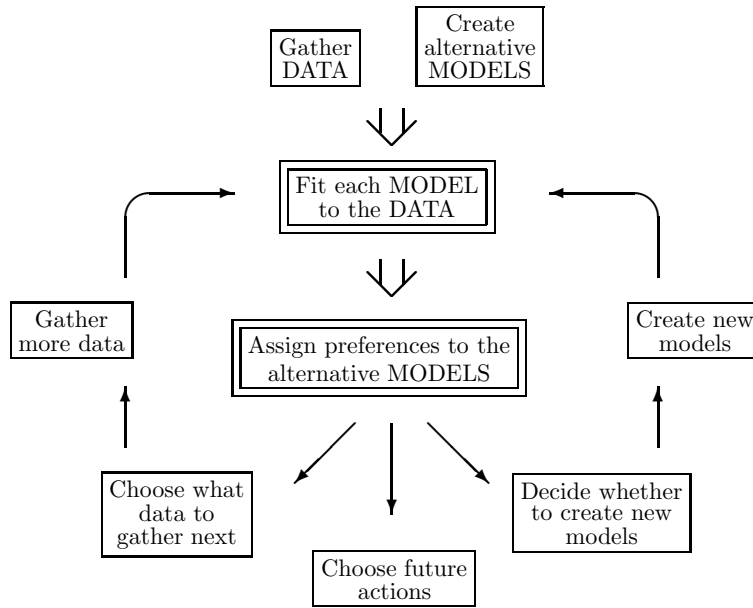 Gather
DATA
Create
alternative
MODELS
Fit each MODEL
to the DATA
Gather
more data
Assign preferences to the
alternative MODELS
Create new
models
Choose what
data to
gather next
Choose future
actions
Decide whether
to create new
models